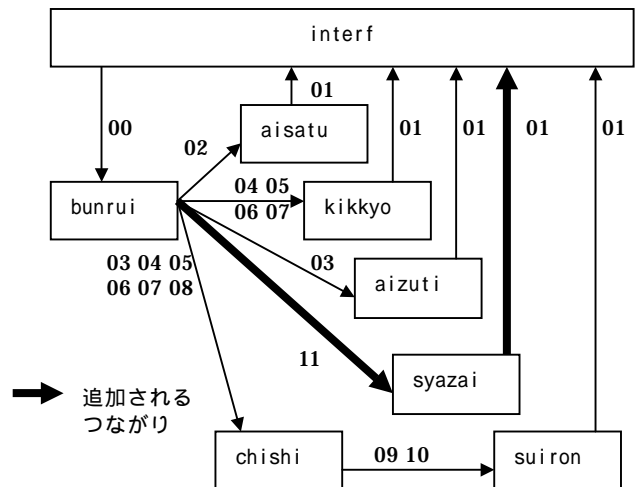 interf
00
01
aisatu
02
01
01
01
01
bunrui
04 05
06 07
kikkyo
03 04 05
06 07 08
03
aizuti
11
syazai
追加される
つながり
chishi
09 10
suiron